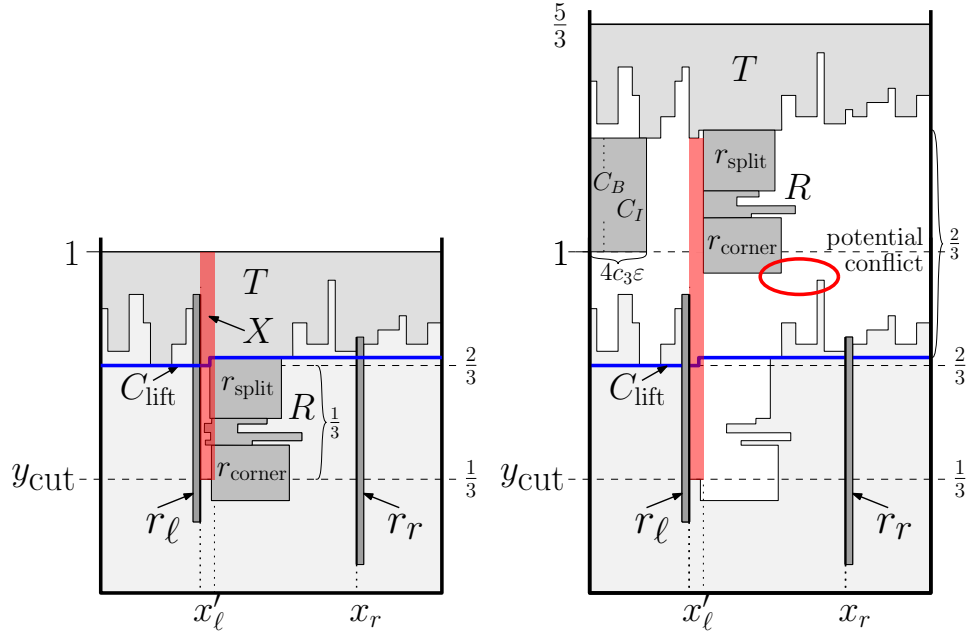 1
T
X
C_lift
2/3
r_split
R
1/3
y_cut
r_corner
1/3
r_ℓ
r_r
x'_ℓ
x_r
5/3
T
r_split
C_B
R
C_I
r_corner
potential
conflict
2/3
1
4c_3ε
C_lift
2/3
y_cut
1/3
r_ℓ
r_r
x'_ℓ
x_r